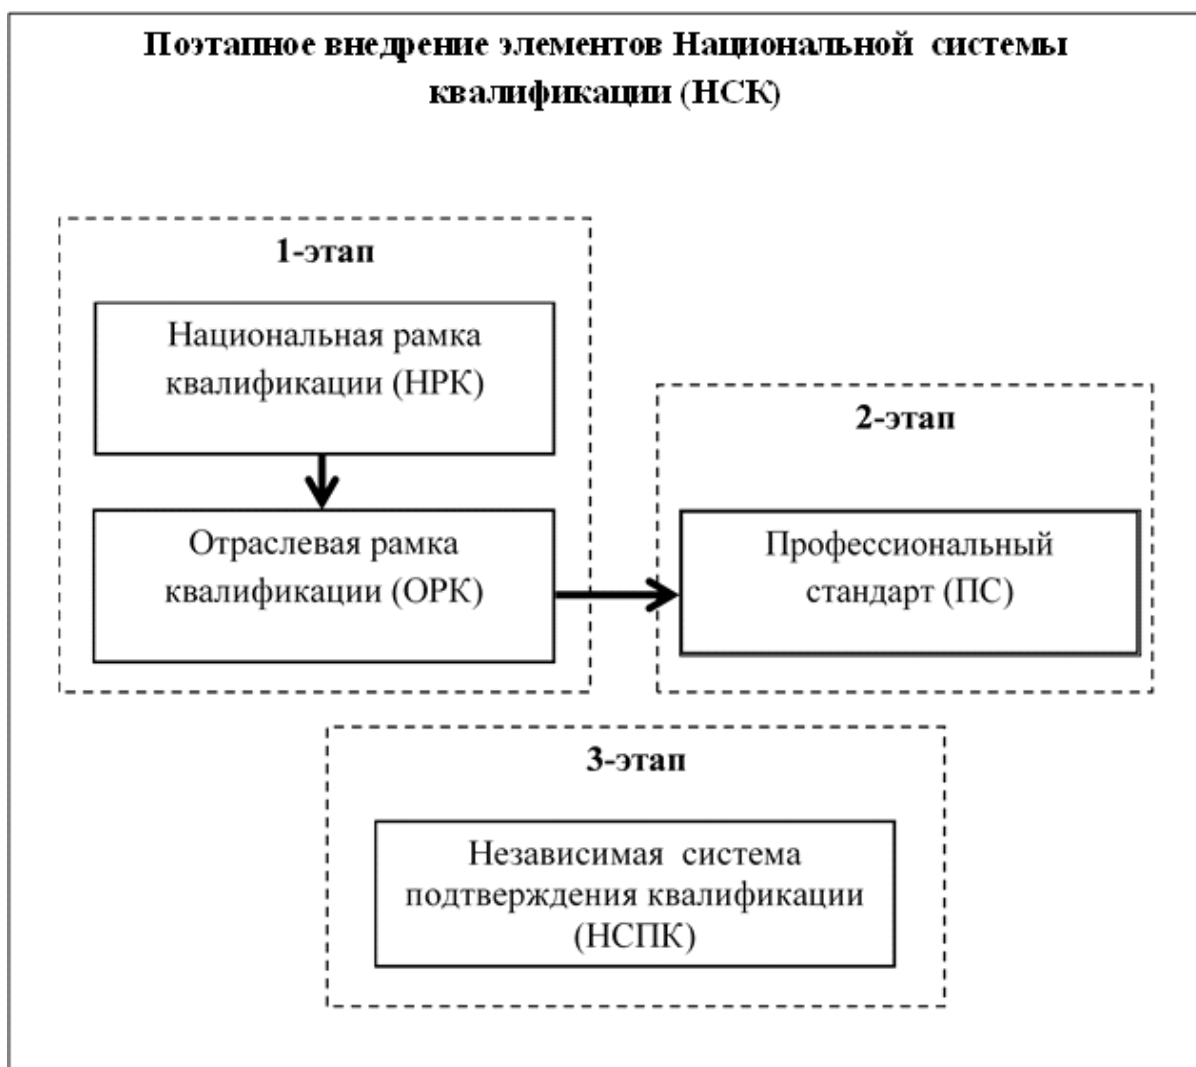 Поэтапное внедрение элементов Национальной системы
квалификации (НСК)
1-этап
Национальная рамка
квалификации (НРК)
Отраслевая рамка
квалификации (ОРК)
2-этап
Профессиональный
стандарт (ПС)
3-этап
Независимая система
подтверждения квалификации
(НСПК)